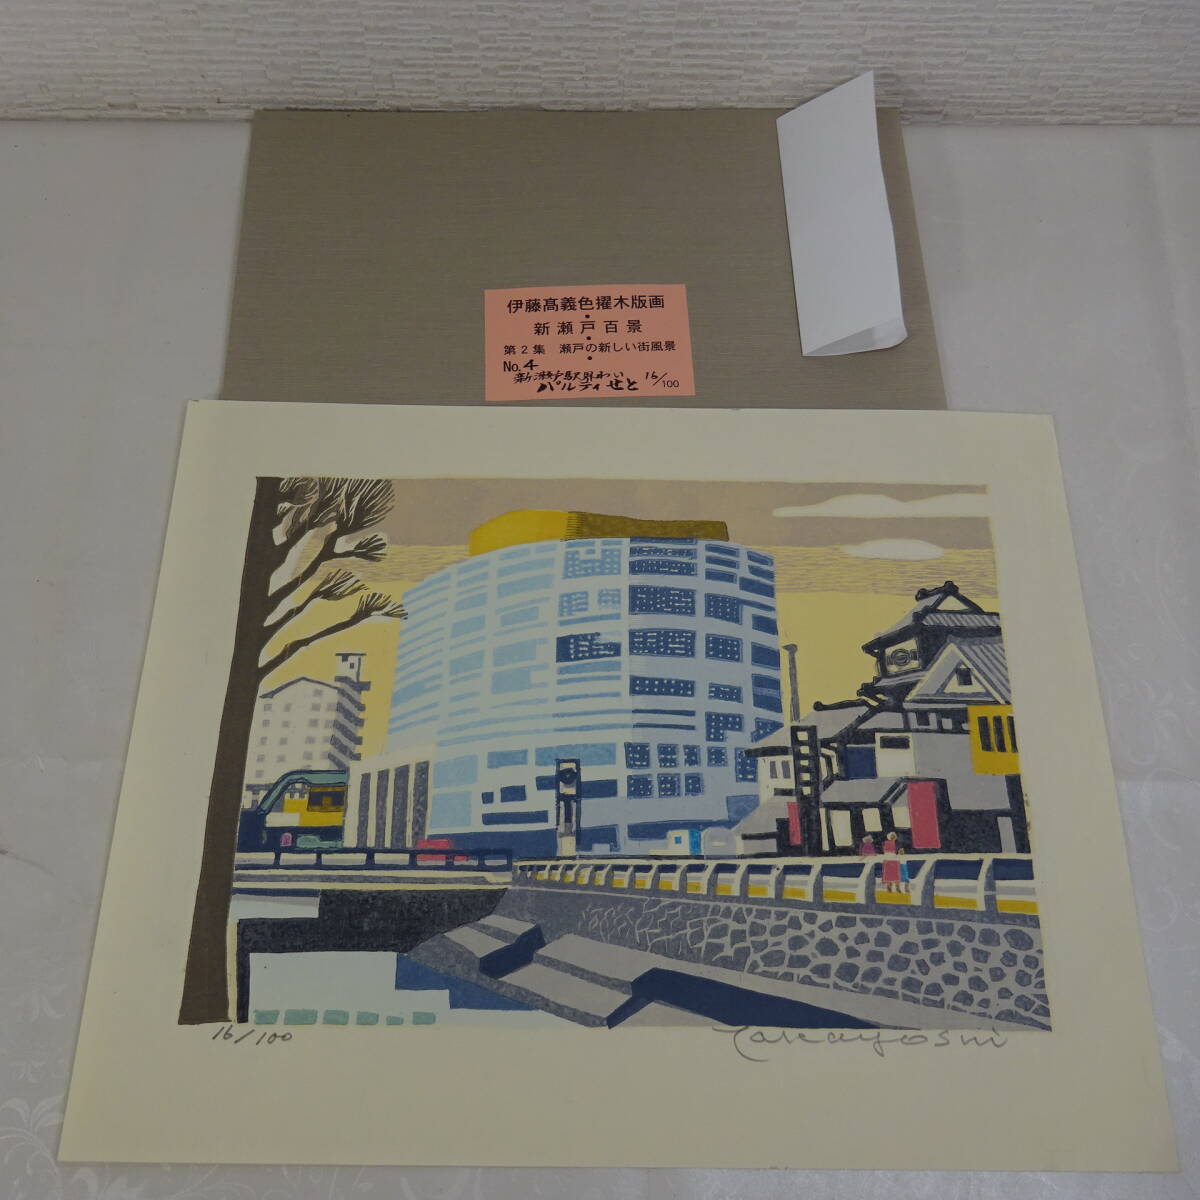 伊藤髙義色擢木版画
・
新瀬戸百景
・
第2集 瀬戸の新しい街風景
・
No.4
新瀬戸駅界わい 16/100
パルティせと
16/100 Takayoshi